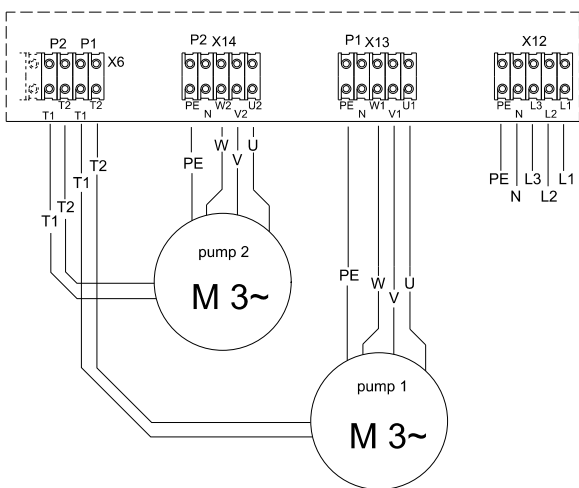 P2 P1 X6
P2 X14
P1 X13
X12
T1 T2 T1 T2
PE N W2 V2 U2
PE N W1 V1 U1
PE N L3 L2 L1
T1 T2 T1 T2
PE W V U
PE N L3 L2 L1
pump 2
M 3~
PE W V U
pump 1
M 3~